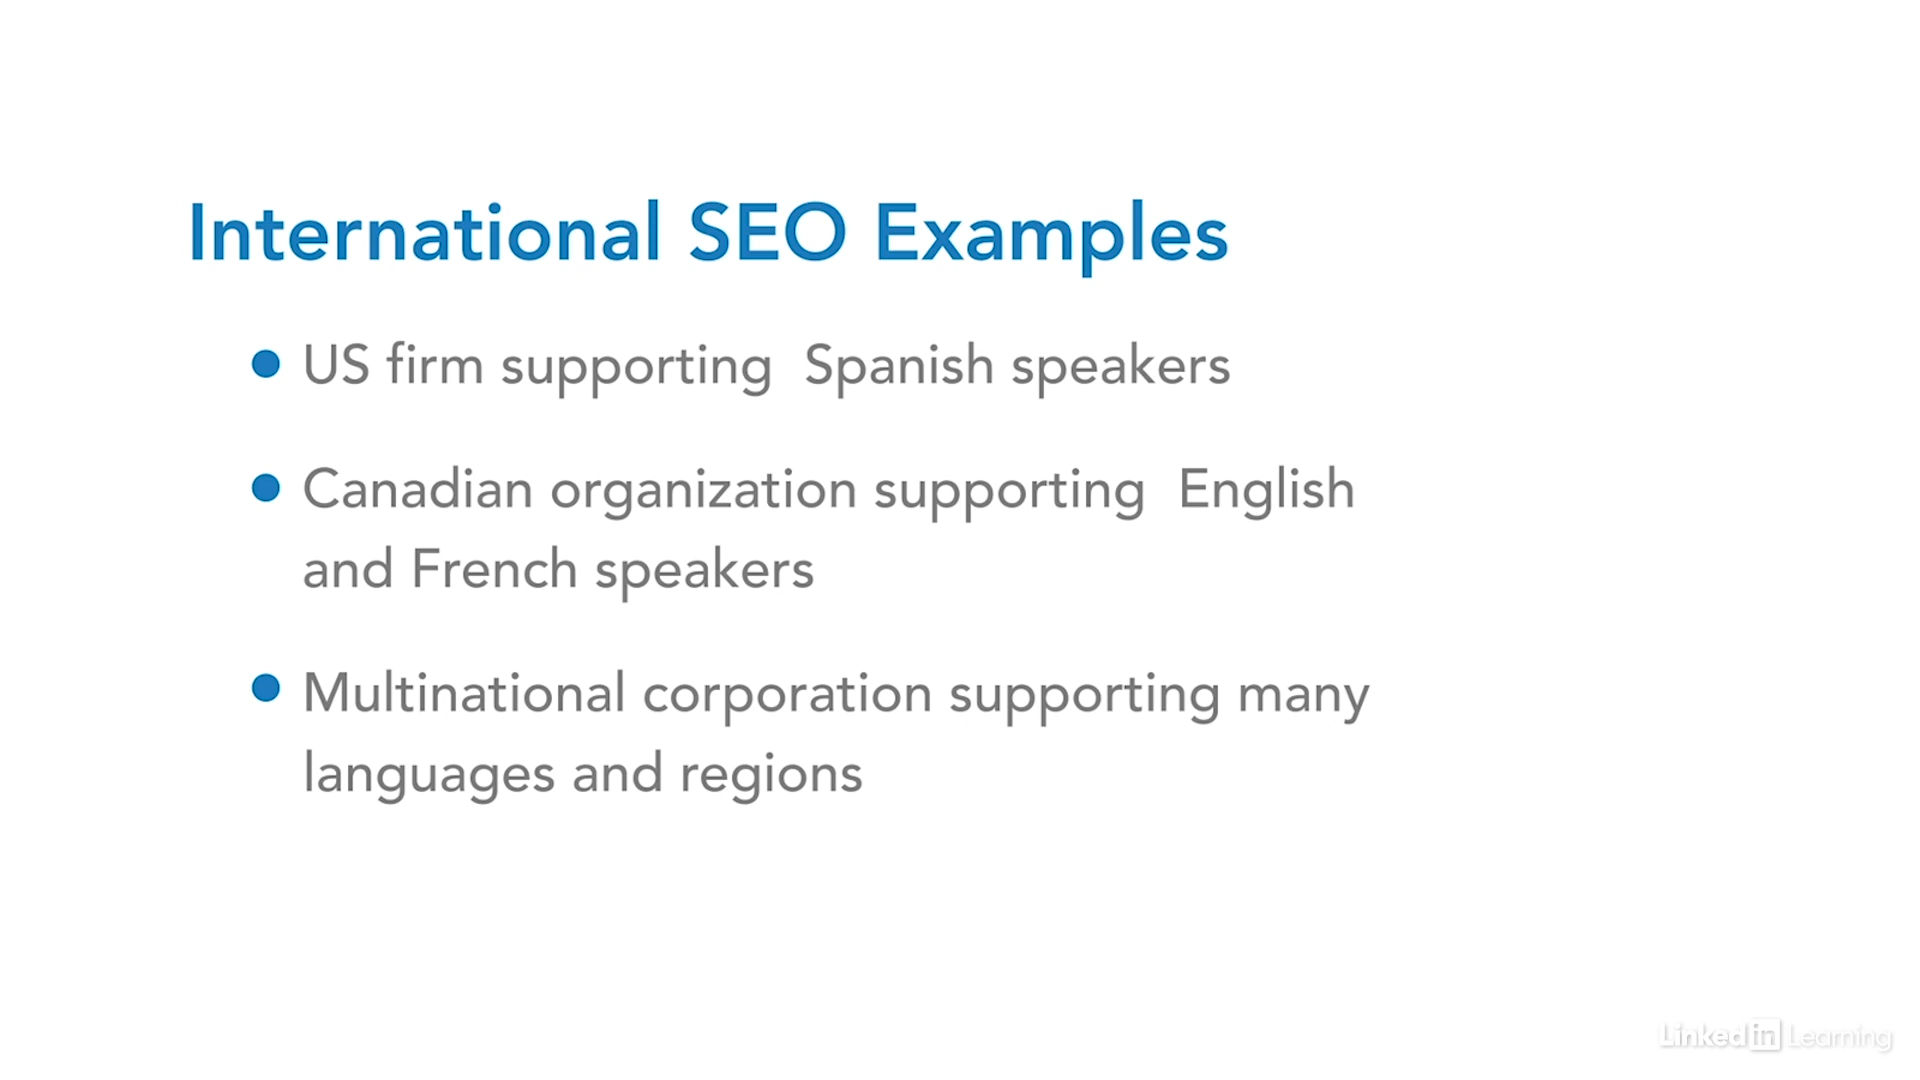 International SEO Examples
US firm supporting  Spanish speakers
Canadian organization supporting  English
and French speakers
Multinational corporation supporting many
languages and regions
LinkedIn Learning